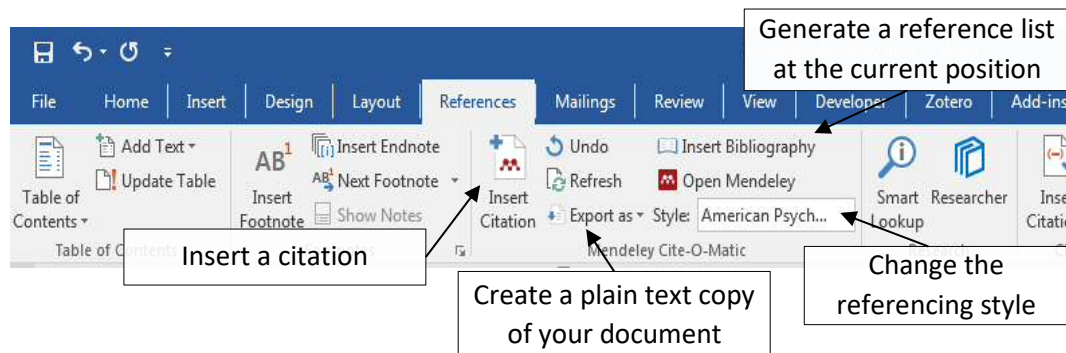 Generate a reference list
at the current position
File Home Insert Design Layout References Mailings Review View Developer Zotero Add-ins
Table of
Contents
Add Text
Update Table
Table of
AB1
Insert
Footnote
Insert Endnote
AB1 Next Footnote
Show Notes
Insert
Citation
Undo
Refresh
Export as
Insert Bibliography
Open Mendeley
Style: American Psych...
Mendeley Cite-O-Matic
Smart
Lookup
Researcher
Insert a citation
Create a plain text copy
of your document
Change the
referencing style